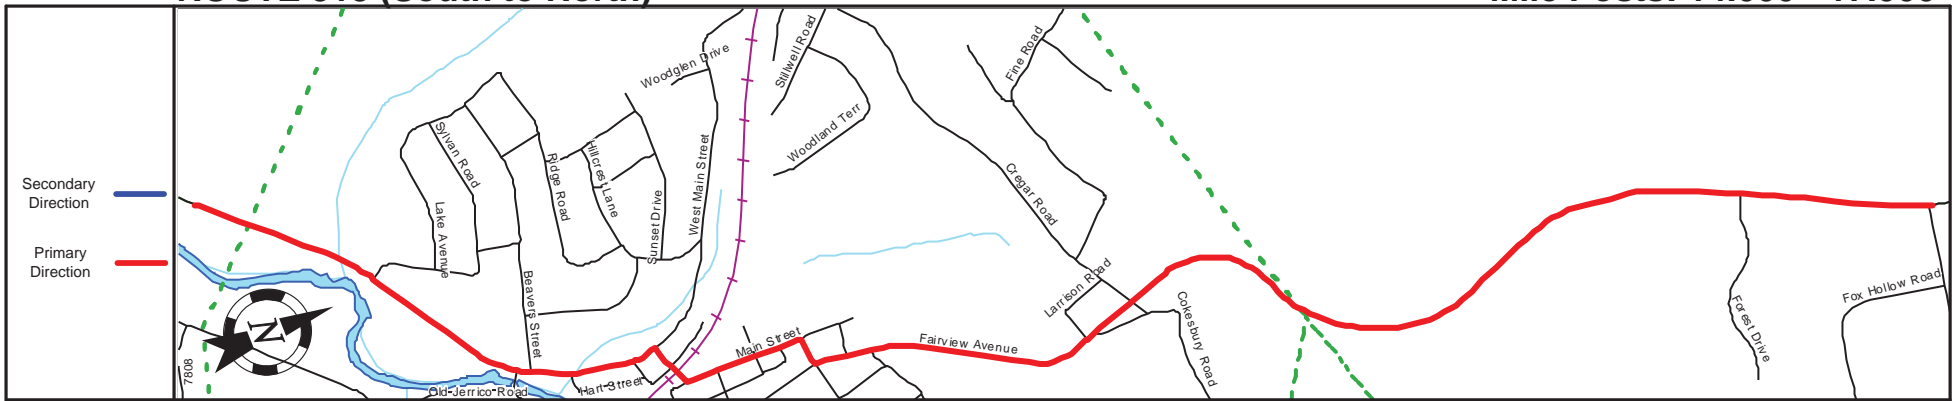 Secondary
Direction
Primary
Direction
Woodglen Drive
Stillwell Road
Fine Road
Sylvan Road
Ridge Road
Hillcrest Lane
West Main Street
Woodland Terr
Cregar Road
Lake Avenue
Sunset Drive
Beavers Street
Larrison Road
Cokesbury Road
Fox Hollow Road
Forest Drive
N
Main Street
Fairview Avenue
7808
Old Jerrico Road
Hart Street